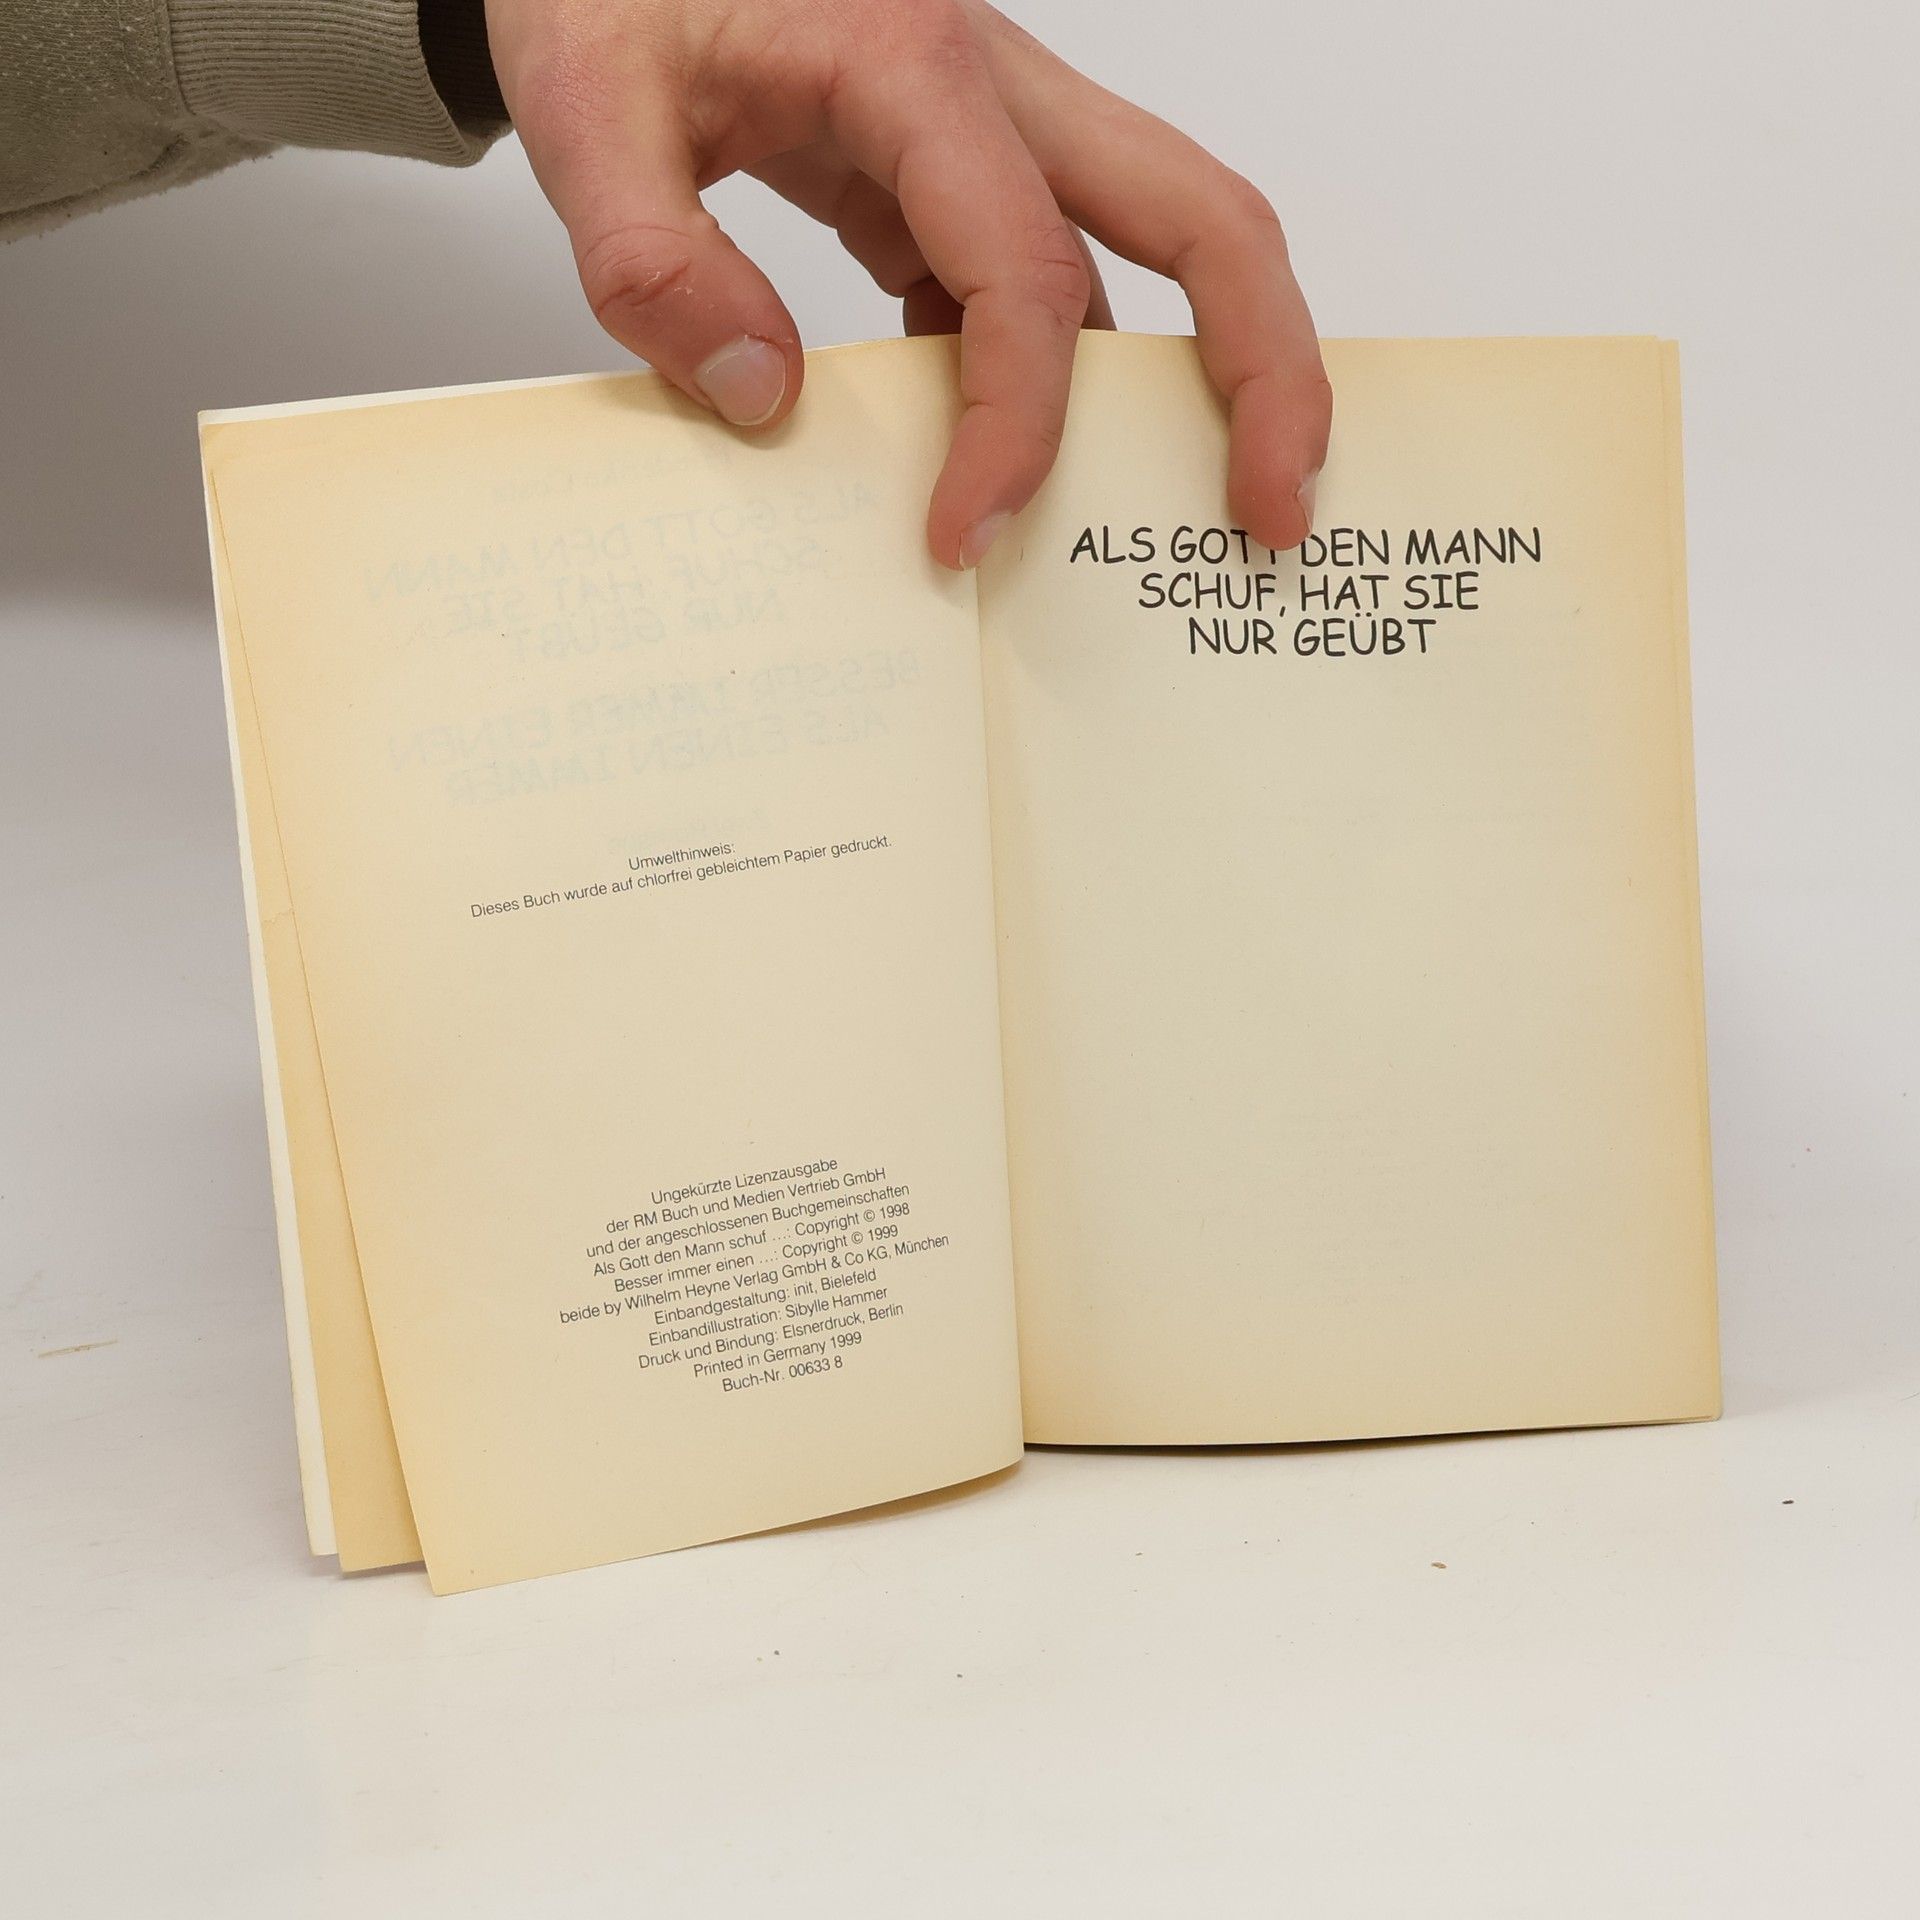 Umwelthinweis:
Dieses Buch wurde auf chlorfrei gebleichtem Papier gedruckt.
Ungekürzte Lizenzausgabe
der RM Buch und Medien Vertrieb GmbH
und der angeschlossenen Buchgemeinschaften
Als Gott den Mann schuf ...: Copyright © 1998
Besser immer einen ...: Copyright © 1999
beide by Wilhelm Heyne Verlag GmbH & Co KG, München
Einbandgestaltung: init, Bielefeld
Einbandillustration: Sibylle Hammer
Druck und Bindung: Elsnerdruck, Berlin
Printed in Germany 1999
Buch-Nr. 00633 8
ALS GOTT DEN MANN
SCHUF, HAT SIE
NUR GEÜBT